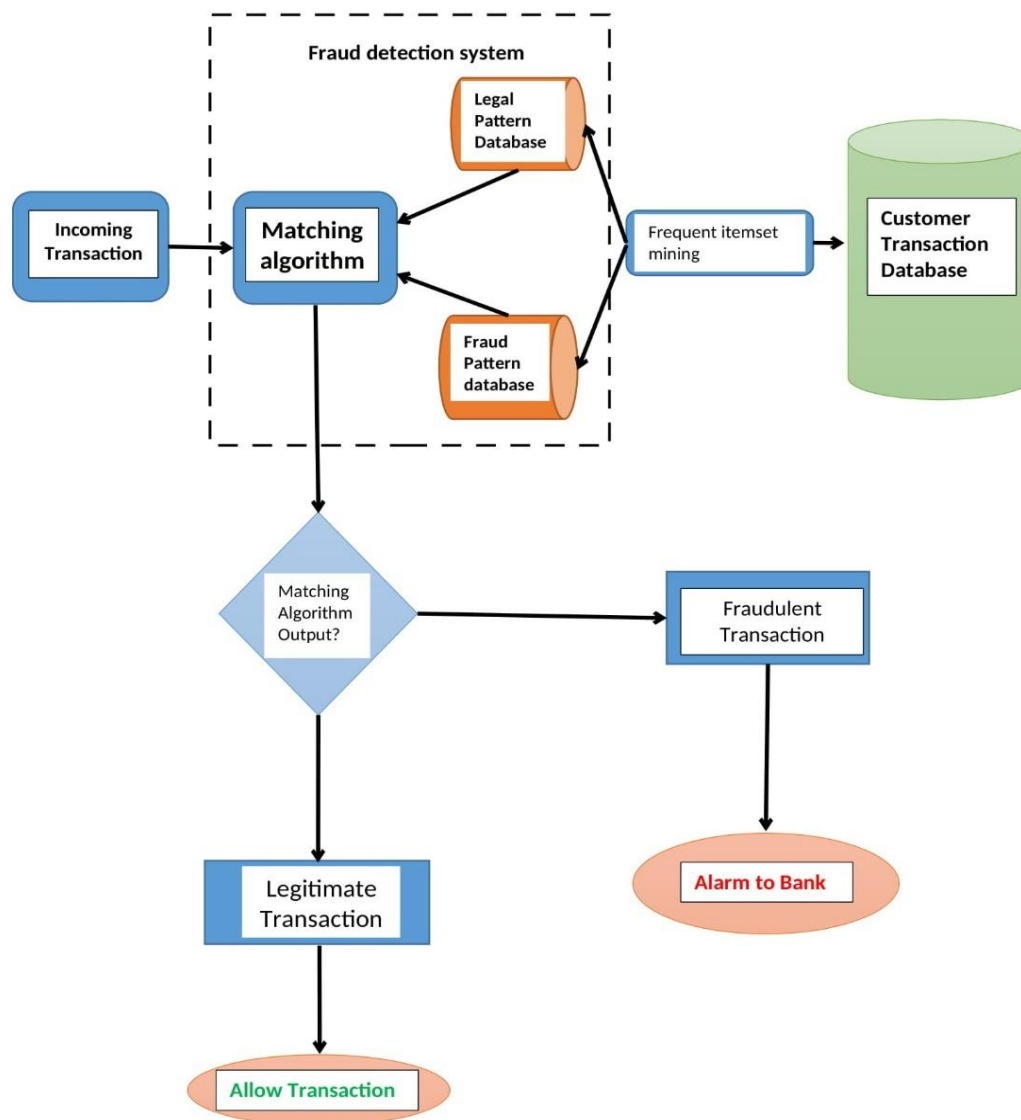 Fraud detection system
Legal
Pattern
Database
Incoming
Transaction
Matching
algorithm
Frequent itemset
mining
Customer
Transaction
Database
Fraud
Pattern
database
Matching
Algorithm
Output?
Fraudulent
Transaction
Legitimate
Transaction
Alarm to Bank
Allow Transaction